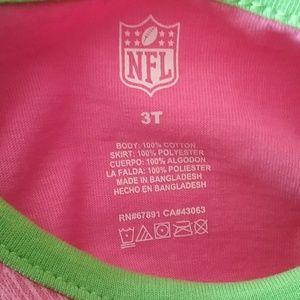 NFL
3T
BODY: 100% COTTON
SKIRT: 100% POLYESTER
CUERPO: 100% ALGODON
LA FALDA: 100% POLIESTER
MADE IN BANGLADESH
HECHO EN BANGLADESH
RN#67891 CA#43063